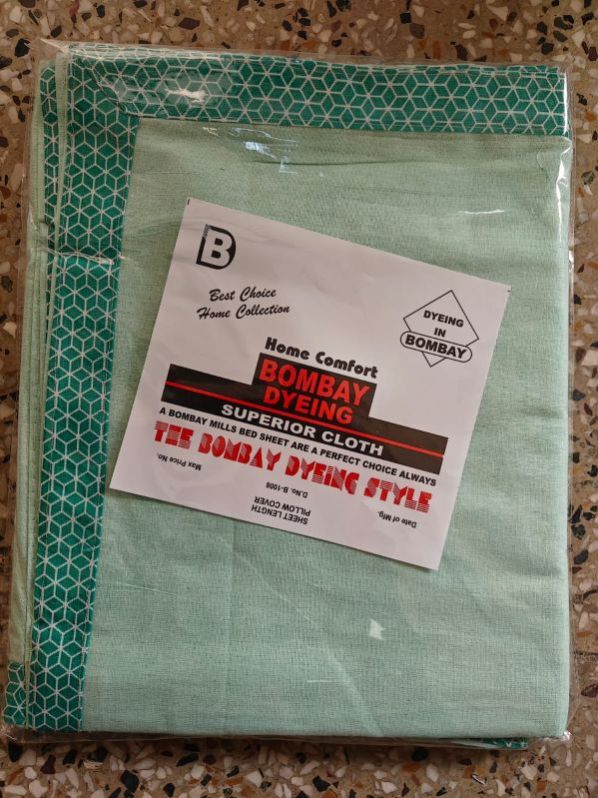 B
Best Choice
Home Collection
DYEING
IN
BOMBAY
Home Comfort
BOMBAY
DYEING
SUPERIOR CLOTH
A BOMBAY MILLS BED SHEET ARE A PERFECT CHOICE ALWAYS
THE BOMBAY DYEING STYLE
Max Price No.
D.No. B-1006
Date of Mfg.
SHEET LENGTH
PILLOW COVER